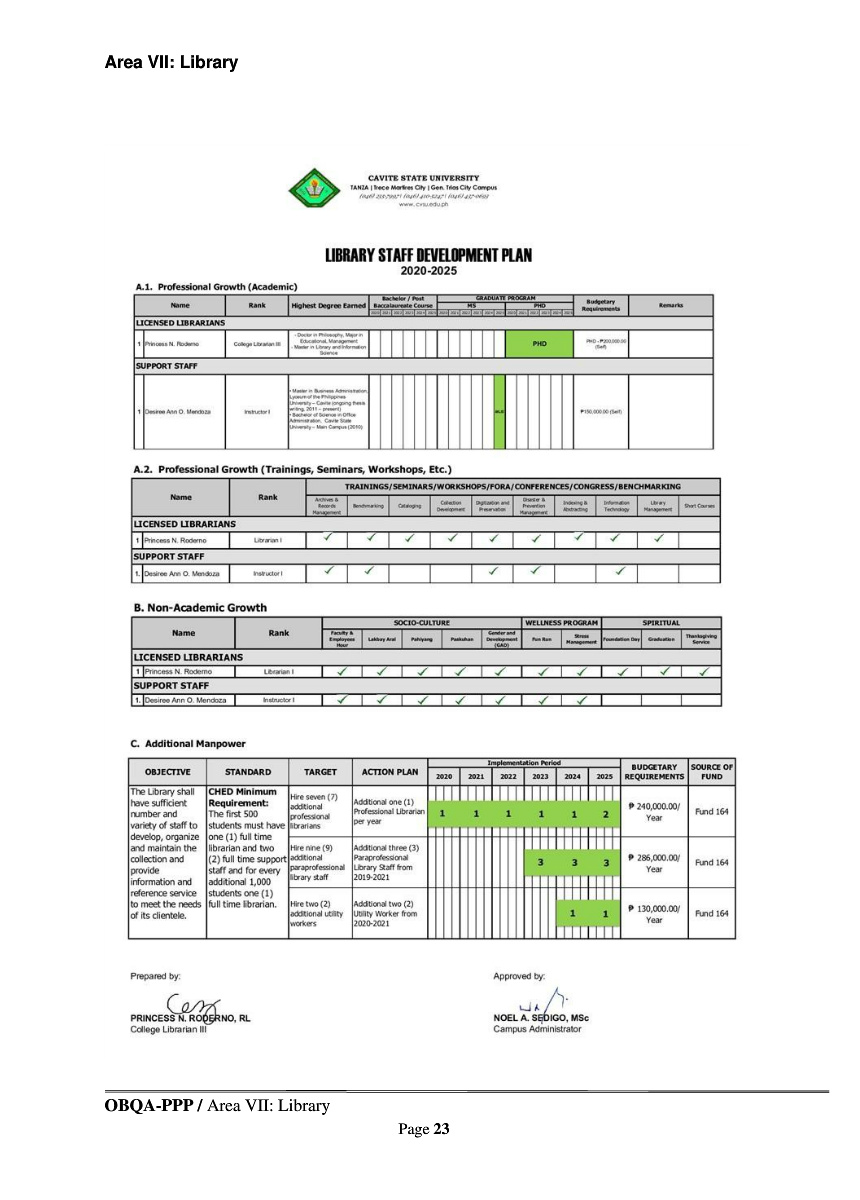 Area VII: Library
CAVITE STATE UNIVERSITY
TANZA | Trece Martires City | Gen. Trias City Campus
www.cvsu.edu.ph
LIBRARY STAFF DEVELOPMENT PLAN
2020-2025
A.1. Professional Growth (Academic)
Name Rank Highest Degree Earned Bachelor / Post Baccalaureate Course GRADUATE PROGRAM MS PHD Budgetary Requirements Remarks
LICENSED LIBRARIANS
1 Princess N. Roderno College Librarian III
- Doctor in Philosophy, Major in
Educational, Management
- Master in Library and Information
Science
PHD
PHD - ₱200,000.00
(Self)
SUPPORT STAFF
1 Desiree Ann O. Mendoza Instructor I
• Master in Business Administration,
Lyceum of the Philippines
University – Cavite (ongoing thesis
writing, 2011 – present)
• Bachelor of Science in Office
Administration, Cavite State
University – Main Campus (2010)
₱150,000.00 (Self)
A.2. Professional Growth (Trainings, Seminars, Workshops, Etc.)
Name Rank
TRAININGS/SEMINARS/WORKSHOPS/FORA/CONFERENCES/CONGRESS/BENCHMARKING
Archives & Records Management Benchmarking Cataloging Collection Development Digitization and Preservation Disaster & Prevention Management Indexing & Abstracting Information Technology Library Management Short Courses
LICENSED LIBRARIANS
1 Princess N. Roderno Librarian I ✓ ✓ ✓ ✓ ✓ ✓ ✓ ✓ ✓
SUPPORT STAFF
1. Desiree Ann O. Mendoza Instructor I ✓ ✓ ✓ ✓ ✓
B. Non-Academic Growth
Name Rank
SOCIO-CULTURE WELLNESS PROGRAM SPIRITUAL
Faculty & Employees Hour Lakbay Aral Pahiyang Paskuhan Gender and Development (GAD) Fun Run Stress Management Foundation Day Graduation Thanksgiving Service
LICENSED LIBRARIANS
1 Princess N. Roderno Librarian I ✓ ✓ ✓ ✓ ✓ ✓ ✓ ✓ ✓ ✓
SUPPORT STAFF
1. Desiree Ann O. Mendoza Instructor I ✓ ✓ ✓ ✓ ✓ ✓ ✓
C. Additional Manpower
OBJECTIVE STANDARD TARGET ACTION PLAN Implementation Period 2020 2021 2022 2023 2024 2025 BUDGETARY REQUIREMENTS SOURCE OF FUND
The Library shall
have sufficient
number and
variety of staff to
develop, organize
and maintain the
collection and
provide
information and
reference service
to meet the needs
of its clientele.
CHED Minimum
Requirement:
The first 500
students must have
one (1) full time
librarian and two
(2) full time support
staff and for every
additional 1,000
students one (1)
full time librarian.
Hire seven (7)
additional
professional
librarians
Additional one (1)
Professional Librarian
per year
1 1 1 1 1 2
₱ 240,000.00/
Year
Fund 164
Hire nine (9)
additional
paraprofessional
library staff
Additional three (3)
Paraprofessional
Library Staff from
2019-2021
3 3 3
₱ 286,000.00/
Year
Fund 164
Hire two (2)
additional utility
workers
Additional two (2)
Utility Worker from
2020-2021
1 1
₱ 130,000.00/
Year
Fund 164
Prepared by: Approved by:
PRINCESS N. RODERNO, RL NOEL A. SEDIGO, MSc
College Librarian III Campus Administrator
OBQA-PPP / Area VII: Library
Page 23